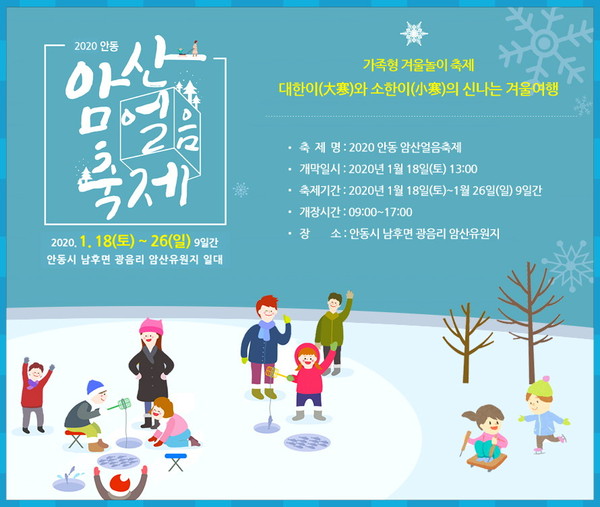 2020 안동
암산
얼음
축제
2020. 1. 18(토) ~ 26(일) 9일간
안동시 남후면 광음리 암산유원지 일대
가족형 겨울놀이 축제
대한이(大寒)와 소한이(小寒)의 신나는 겨울여행
• 축 제 명 : 2020 안동 암산얼음축제
• 개막일시 : 2020년 1월 18일(토) 13:00
• 축제기간 : 2020년 1월 18일(토)~1월 26일(일) 9일간
• 개장시간 : 09:00~17:00
• 장 소 : 안동시 남후면 광음리 암산유원지